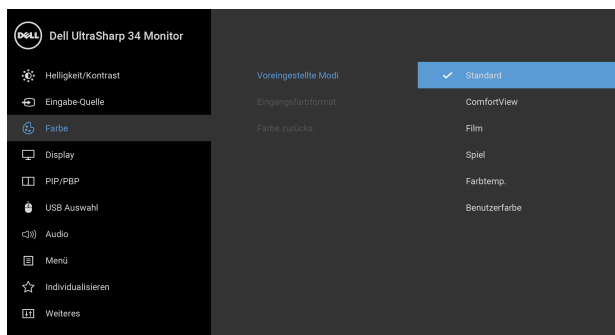 DELL Dell UltraSharp 34 Monitor
Helligkeit/Kontrast Voreingestellte Modi Standard
Eingabe-Quelle Eingangsfarbformat ComfortView
Farbe Farbe zurücks. Film
Display Spiel
PIP/PBP Farbtemp.
USB Auswahl Benutzerfarbe
Audio
Menü
Individualisieren
Weiteres